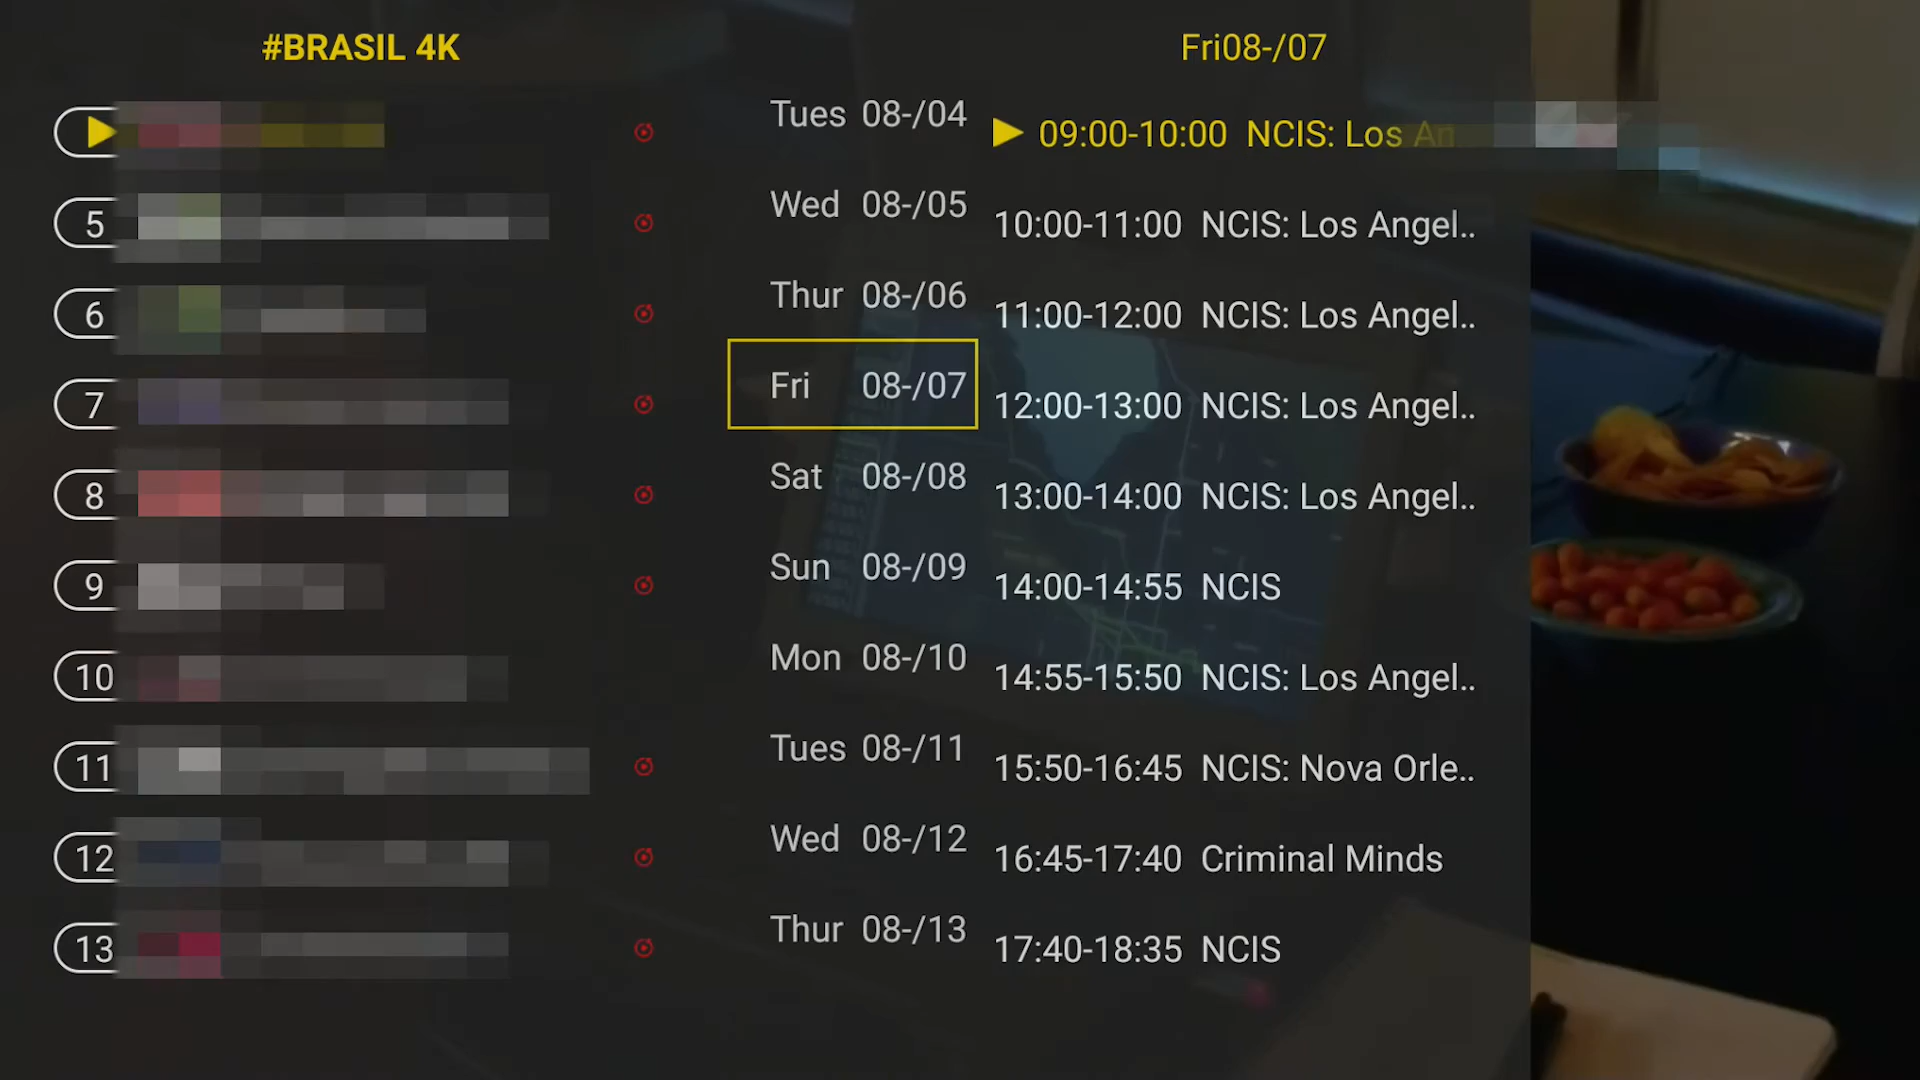 #BRASIL 4K
5
6
7
8
9
10
11
12
13
Tues 08-/04
Wed 08-/05
Thur 08-/06
Fri 08-/07
Sat 08-/08
Sun 08-/09
Mon 08-/10
Tues 08-/11
Wed 08-/12
Thur 08-/13
Fri08-/07
09:00-10:00 NCIS: Los An
10:00-11:00 NCIS: Los Angel..
11:00-12:00 NCIS: Los Angel..
12:00-13:00 NCIS: Los Angel..
13:00-14:00 NCIS: Los Angel..
14:00-14:55 NCIS
14:55-15:50 NCIS: Los Angel..
15:50-16:45 NCIS: Nova Orle..
16:45-17:40 Criminal Minds
17:40-18:35 NCIS